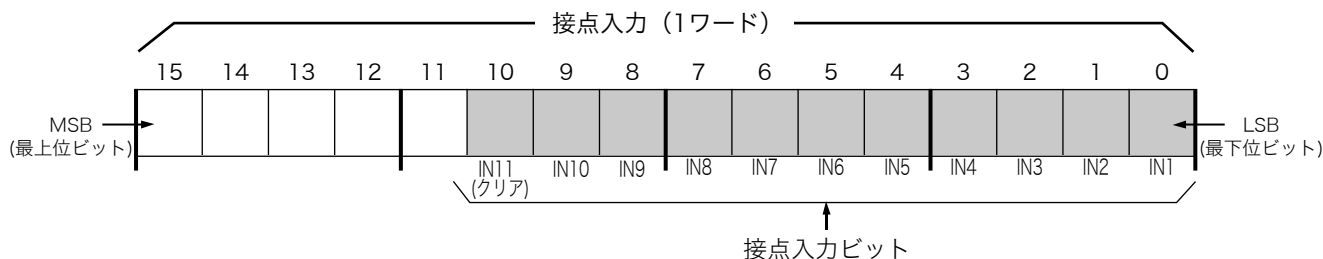 接点入力（1ワード）
15 14 13 12 11 10 9 8 7 6 5 4 3 2 1 0
MSB
(最上位ビット)
LSB
(最下位ビット)
IN11 IN10 IN9 IN8 IN7 IN6 IN5 IN4 IN3 IN2 IN1
(クリア)
接点入力ビット